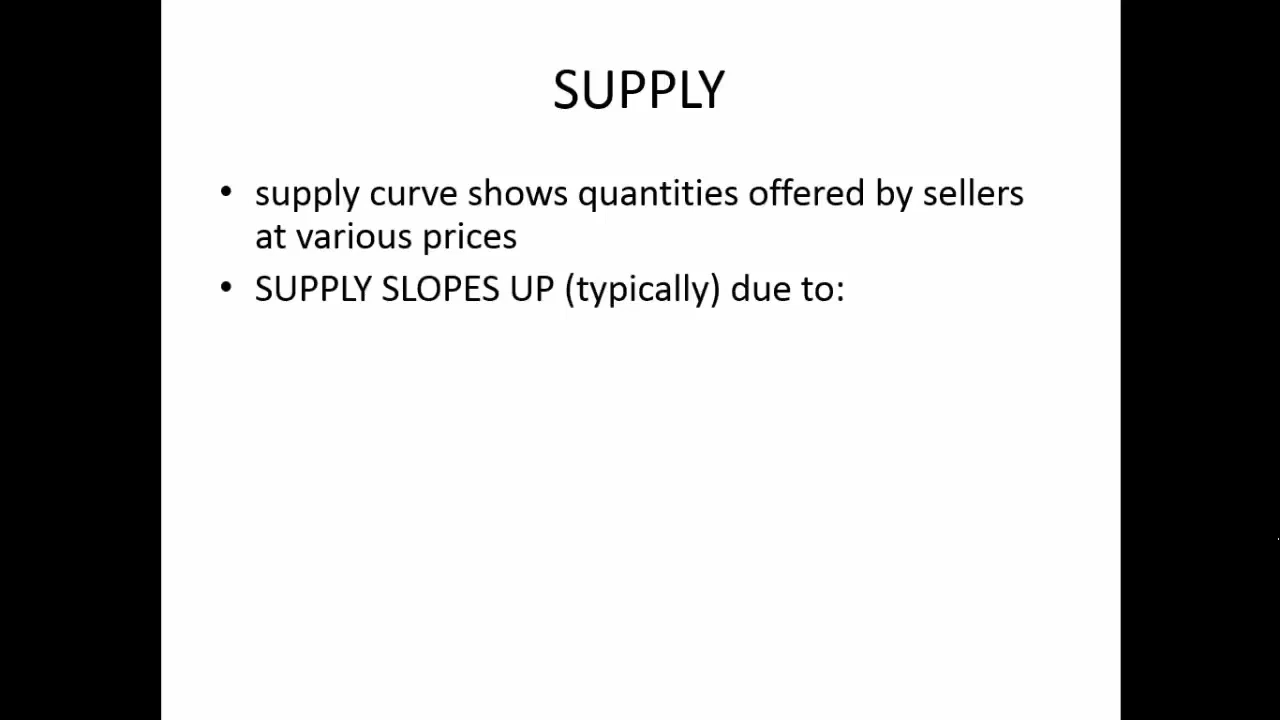 SUPPLY
• supply curve shows quantities offered by sellers
at various prices
• SUPPLY SLOPES UP (typically) due to: